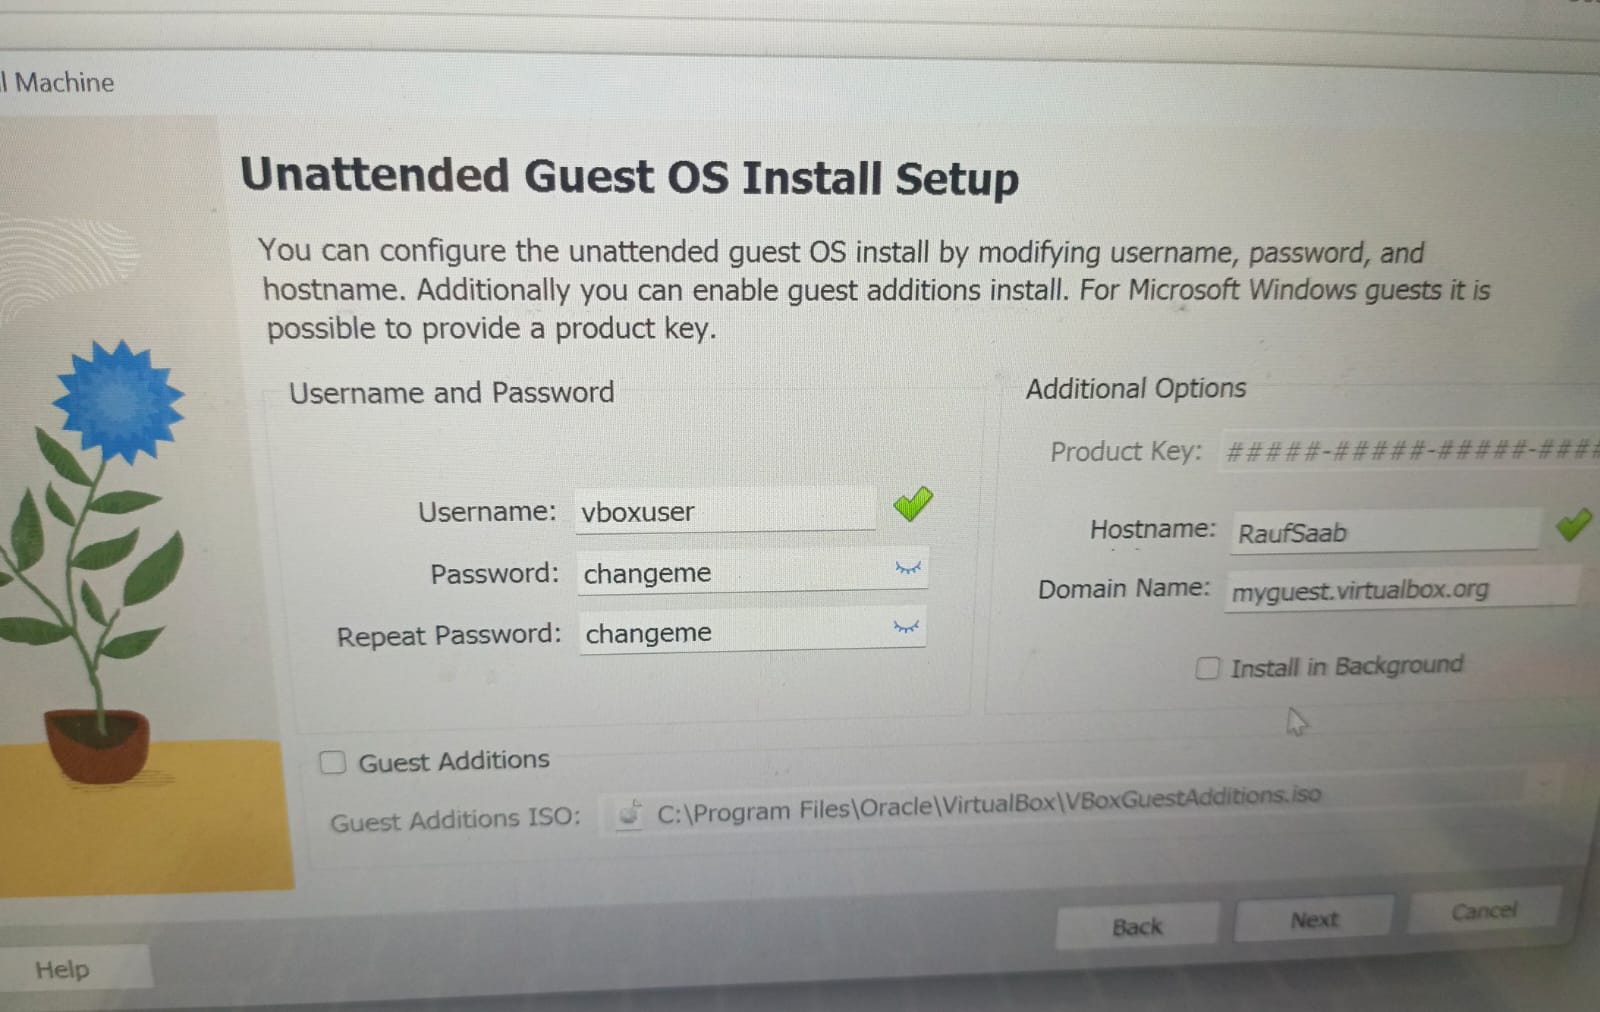 l Machine
Unattended Guest OS Install Setup
You can configure the unattended guest OS install by modifying username, password, and
hostname. Additionally you can enable guest additions install. For Microsoft Windows guests it is
possible to provide a product key.
Username and Password
Username: vboxuser
Password: changeme
Repeat Password: changeme
Additional Options
Product Key: #####-#####-#####-####
Hostname: RaufSaab
Domain Name: myguest.virtualbox.org
Install in Background
Guest Additions
Guest Additions ISO: C:\Program Files\Oracle\VirtualBox\VBoxGuestAdditions.iso
Help
Back
Next
Cancel